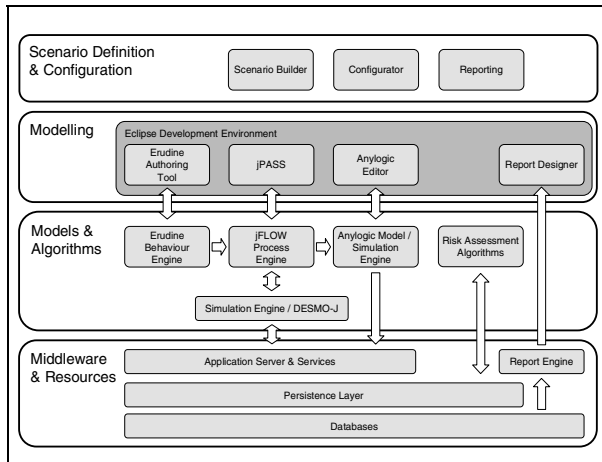 Scenario Definition
& Configuration
Scenario Builder
Configurator
Reporting
Modelling
Eclipse Development Environment
Erudine
Authoring
Tool
jPASS
Anylogic
Editor
Report Designer
Models &
Algorithms
Erudine
Behaviour
Engine
jFLOW
Process
Engine
Anylogic Model /
Simulation
Engine
Risk Assessment
Algorithms
Simulation Engine / DESMO-J
Middleware
& Resources
Application Server & Services
Report Engine
Persistence Layer
Databases